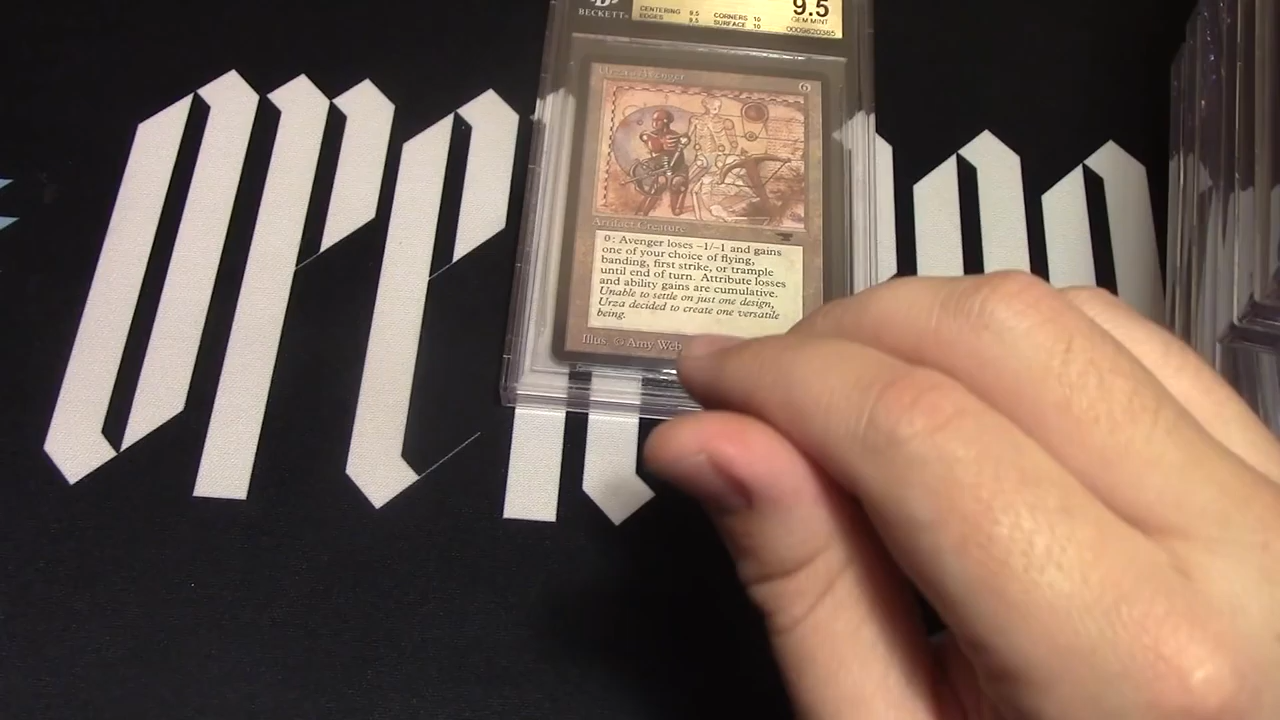 9.5
CENTERING 9.5 CORNERS 10
BECKETT EDGES 9.5 SURFACE 10
GEM MINT
0009620385
Urza's Avenger
6
Artifact Creature
0: Avenger loses –1/–1 and gains
one of your choice of flying,
banding, first strike, or trample
until end of turn. Attribute losses
and ability gains are cumulative.
Unable to settle on just one design,
Urza decided to create one versatile
being.
Illus. © Amy Web